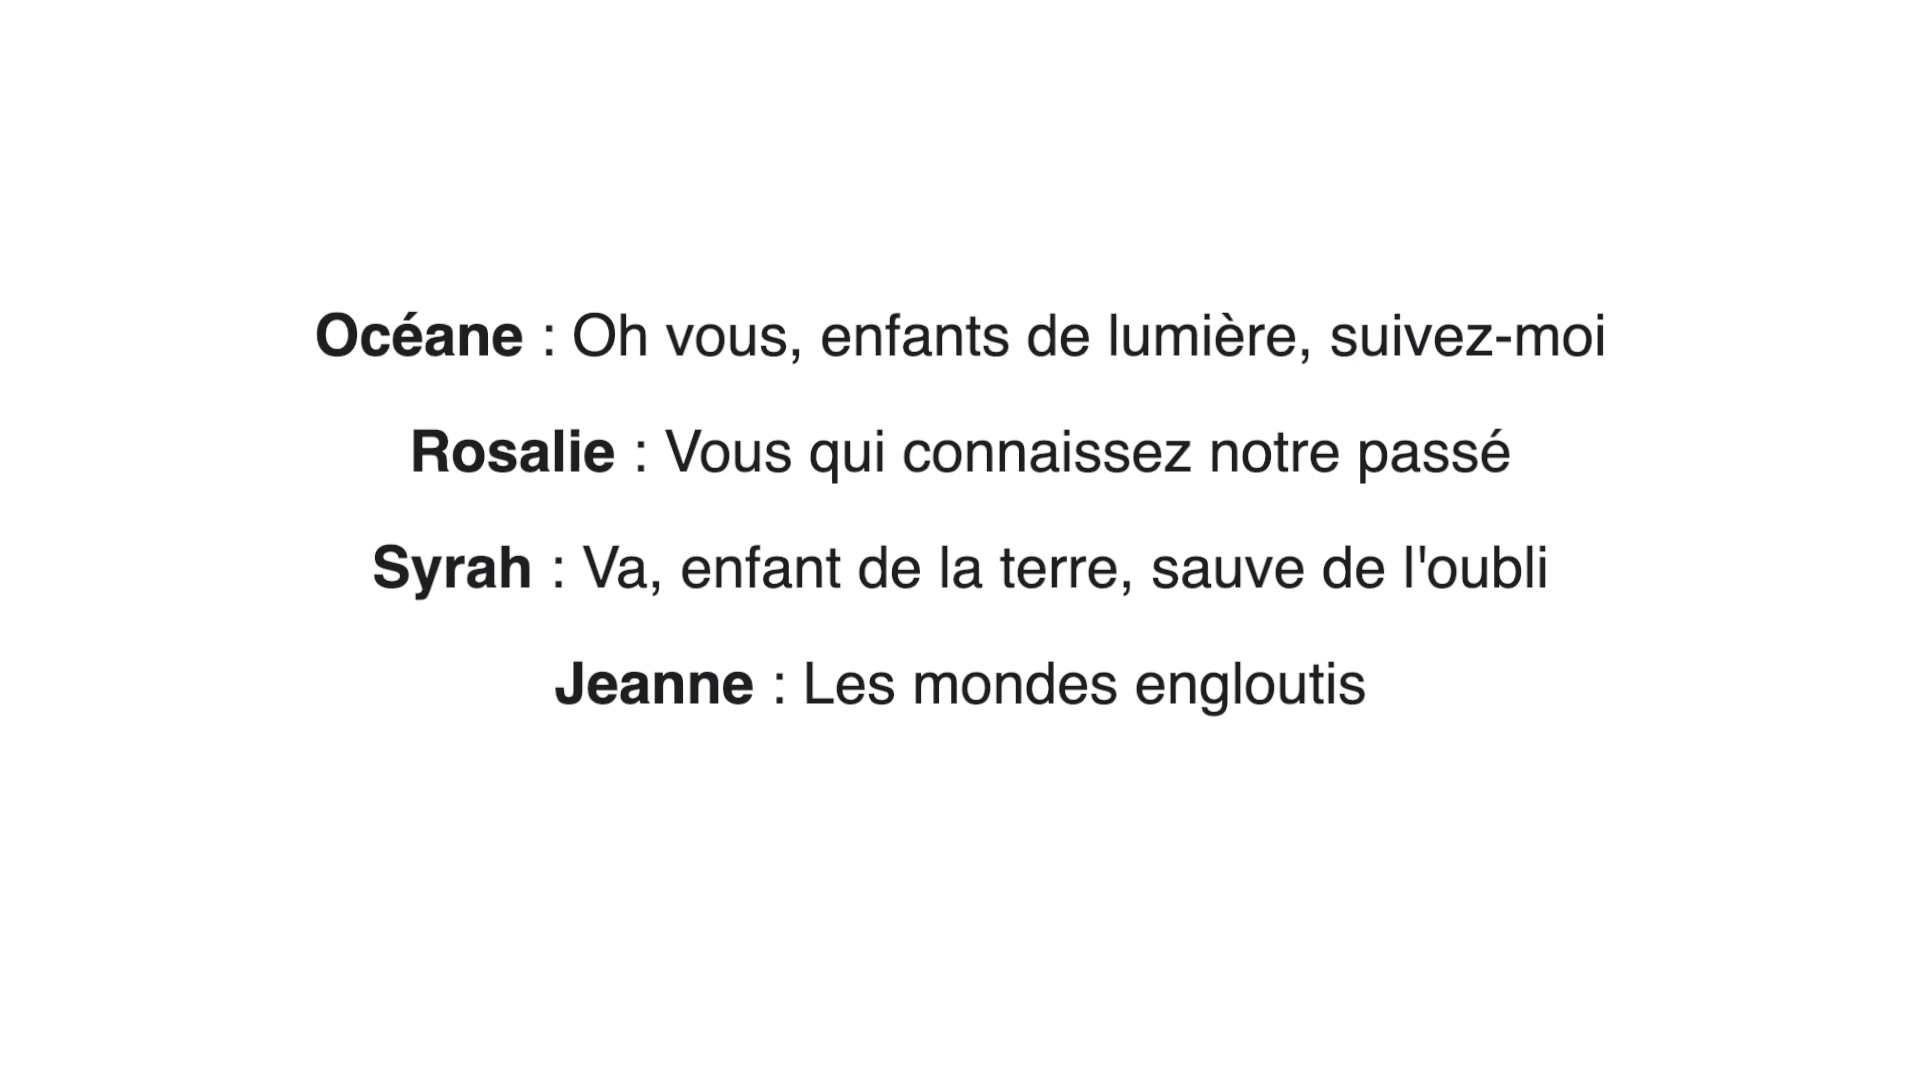 Océane : Oh vous, enfants de lumière, suivez-moi
Rosalie : Vous qui connaissez notre passé
Syrah : Va, enfant de la terre, sauve de l'oubli
Jeanne : Les mondes engloutis